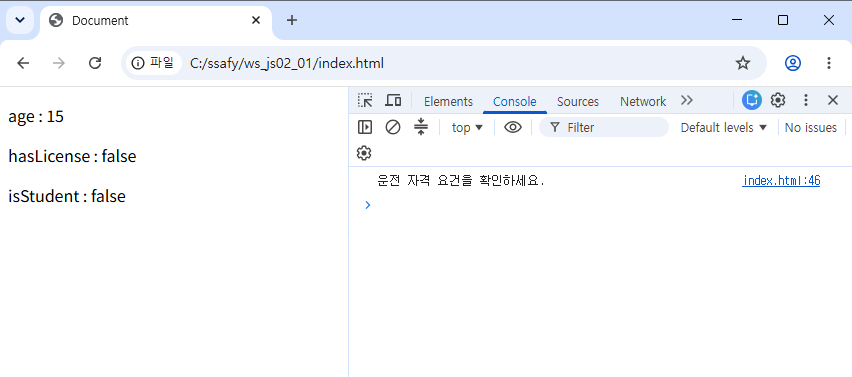 Document
파일 C:/ssafy/ws_js02_01/index.html
age : 15
hasLicense : false
isStudent : false
Elements Console Sources Network
top Filter Default levels No issues
운전 자격 요건을 확인하세요. index.html:46